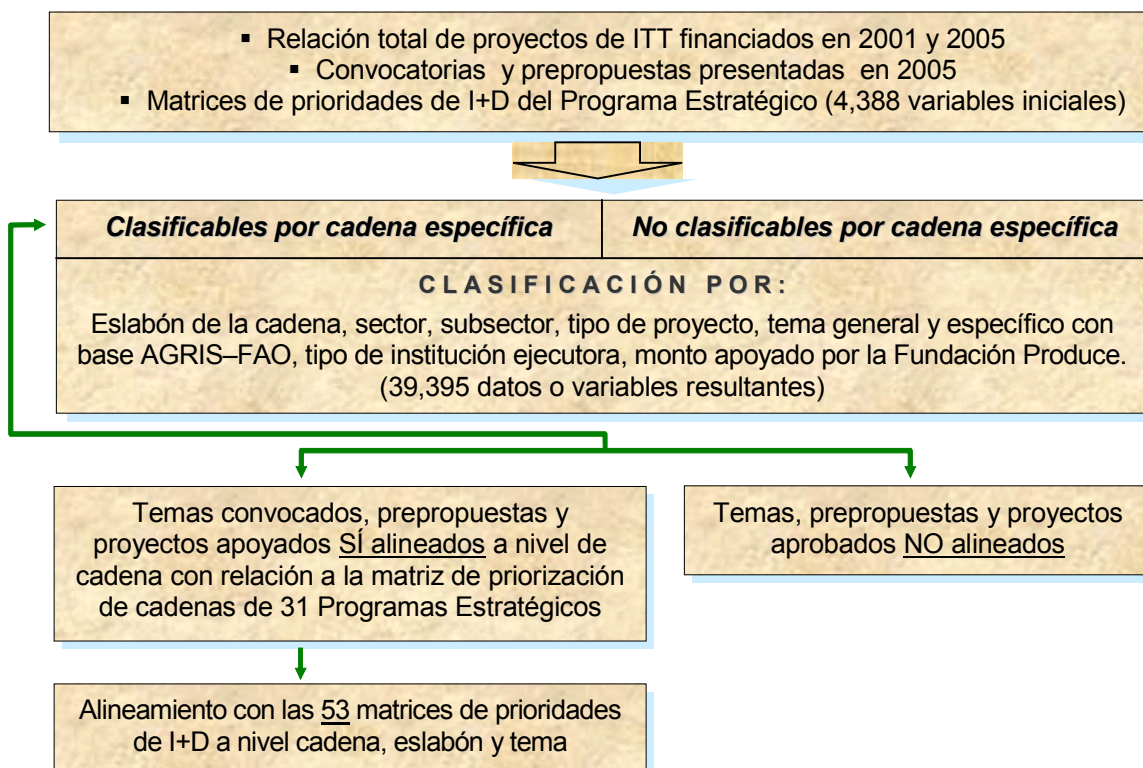 ▪ Relación total de proyectos de ITT financiados en 2001 y 2005
▪ Convocatorias y prepropuestas presentadas en 2005
▪ Matrices de prioridades de I+D del Programa Estratégico (4,388 variables iniciales)
Clasificables por cadena específica
No clasificables por cadena específica
CLASIFICACIÓN POR:
Eslabón de la cadena, sector, subsector, tipo de proyecto, tema general y específico con
base AGRIS–FAO, tipo de institución ejecutora, monto apoyado por la Fundación Produce.
(39,395 datos o variables resultantes)
Temas convocados, prepropuestas y
proyectos apoyados SÍ alineados a nivel de
cadena con relación a la matriz de priorización
de cadenas de 31 Programas Estratégicos
Temas, prepropuestas y proyectos
aprobados NO alineados
Alineamiento con las 53 matrices de prioridades
de I+D a nivel cadena, eslabón y tema